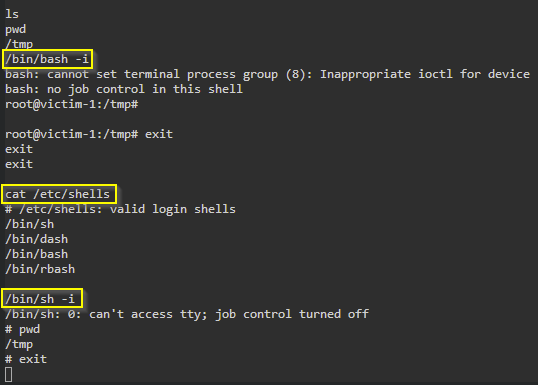 ls
pwd
/tmp
/bin/bash -i
bash: cannot set terminal process group (8): Inappropriate ioctl for device
bash: no job control in this shell
root@victim-1:/tmp#
root@victim-1:/tmp# exit
exit
exit
cat /etc/shells
# /etc/shells: valid login shells
/bin/sh
/bin/dash
/bin/bash
/bin/rbash
/bin/sh -i
/bin/sh: 0: can't access tty; job control turned off
# pwd
/tmp
# exit